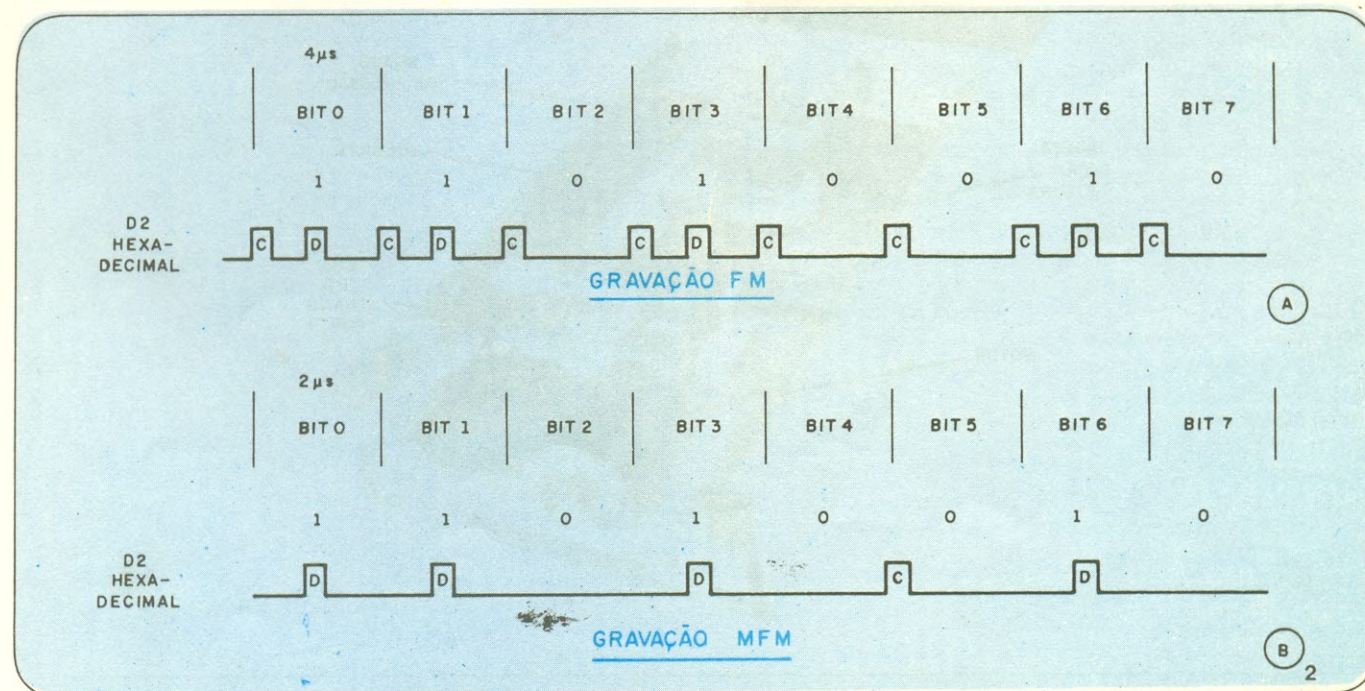 4µs
BIT 0 BIT 1 BIT 2 BIT 3 BIT 4 BIT 5 BIT 6 BIT 7
1 1 0 1 0 0 1 0
D2
HEXA-
DECIMAL
C D C D C C D C C C D C
GRAVAÇÃO FM
A
2µs
BIT 0 BIT 1 BIT 2 BIT 3 BIT 4 BIT 5 BIT 6 BIT 7
1 1 0 1 0 0 1 0
D2
HEXA-
DECIMAL
D D D C D
GRAVAÇÃO MFM
B
2